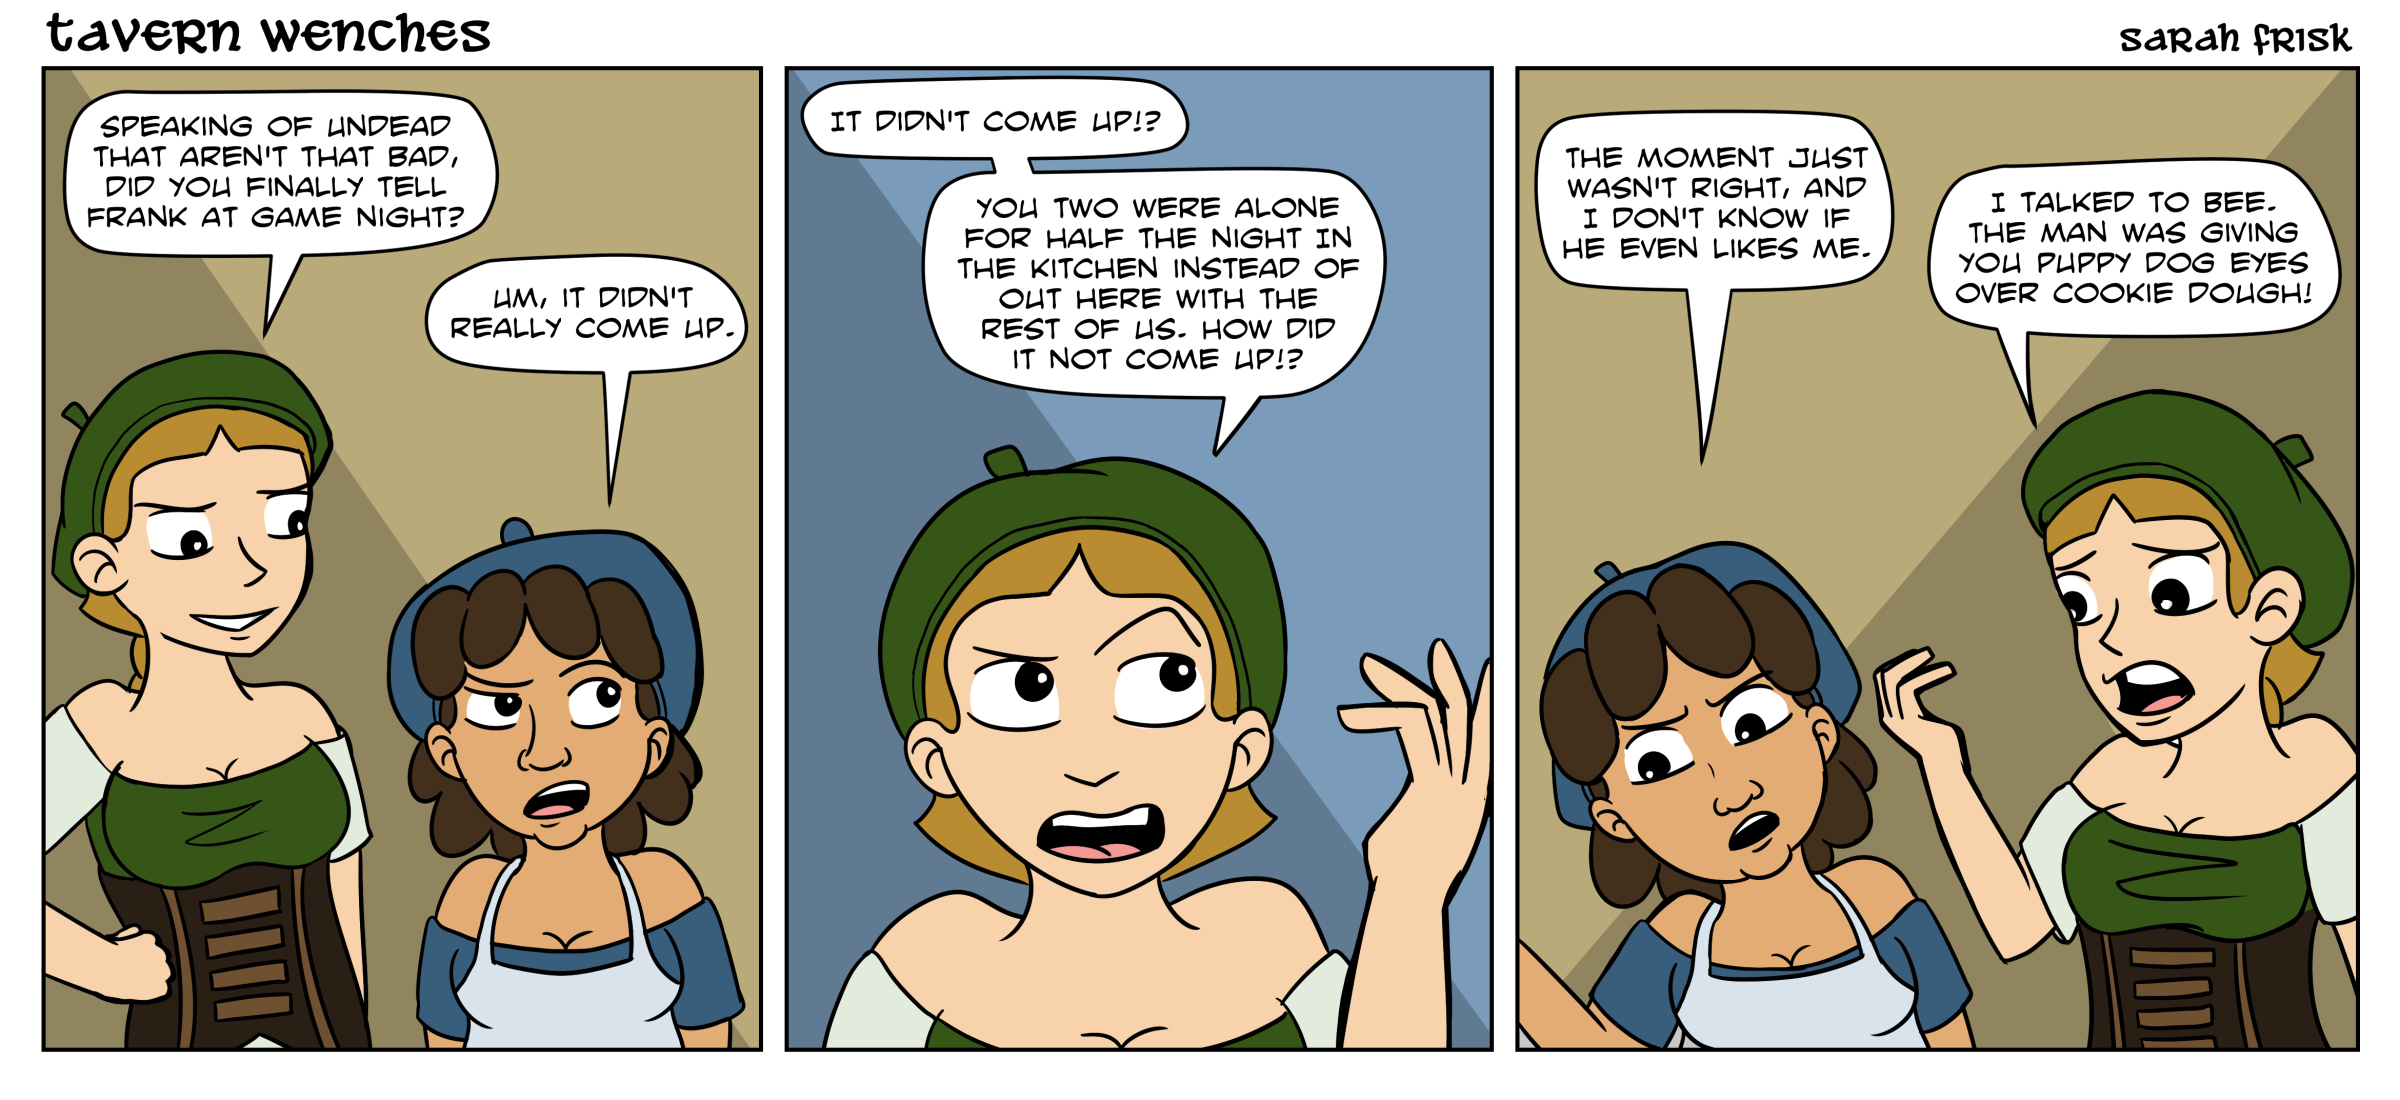 Tavern Wenches
Sarah Frisk
SPEAKING OF UNDEAD
THAT AREN'T THAT BAD,
DID YOU FINALLY TELL
FRANK AT GAME NIGHT?
UM, IT DIDN'T
REALLY COME UP.
IT DIDN'T COME UP!?
YOU TWO WERE ALONE
FOR HALF THE NIGHT IN
THE KITCHEN INSTEAD OF
OUT HERE WITH THE
REST OF US. HOW DID
IT NOT COME UP!?
THE MOMENT JUST
WASN'T RIGHT, AND
I DON'T KNOW IF
HE EVEN LIKES ME.
I TALKED TO BEE.
THE MAN WAS GIVING
YOU PUPPY DOG EYES
OVER COOKIE DOUGH!